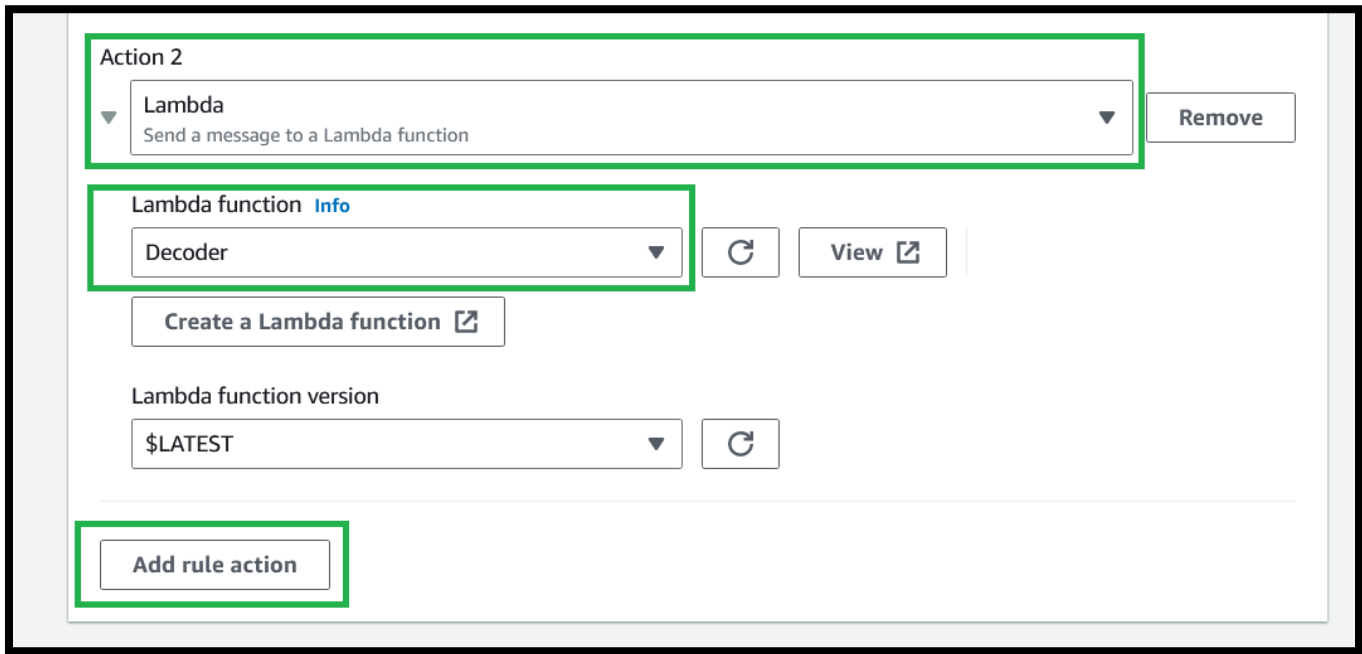 Action 2
Lambda
Send a message to a Lambda function
Remove
Lambda function Info
Decoder
View
Create a Lambda function
Lambda function version
$LATEST
Add rule action